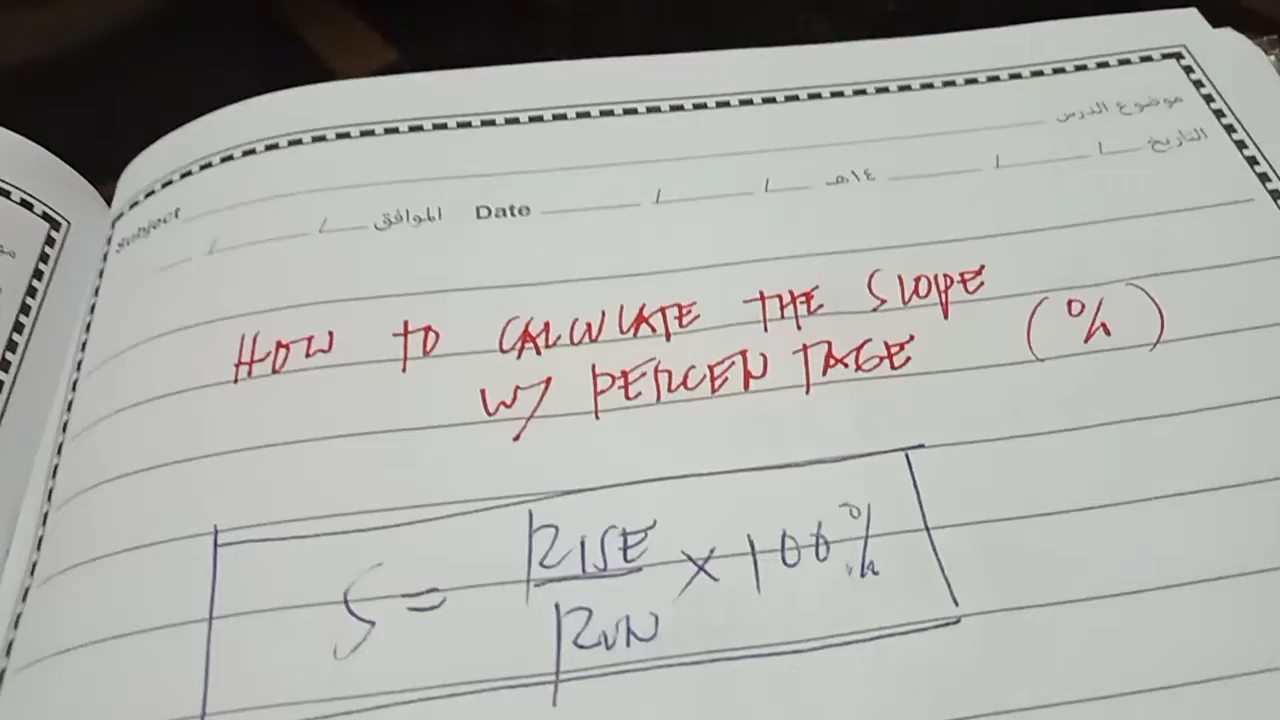 موضوع الدرس
Subject
التاريخ / / ١٤هـ
Date / / الموافق / /
HOW TO CALCULATE THE SLOPE
W/ PERCENTAGE (%)
S = RISE/RUN × 100%